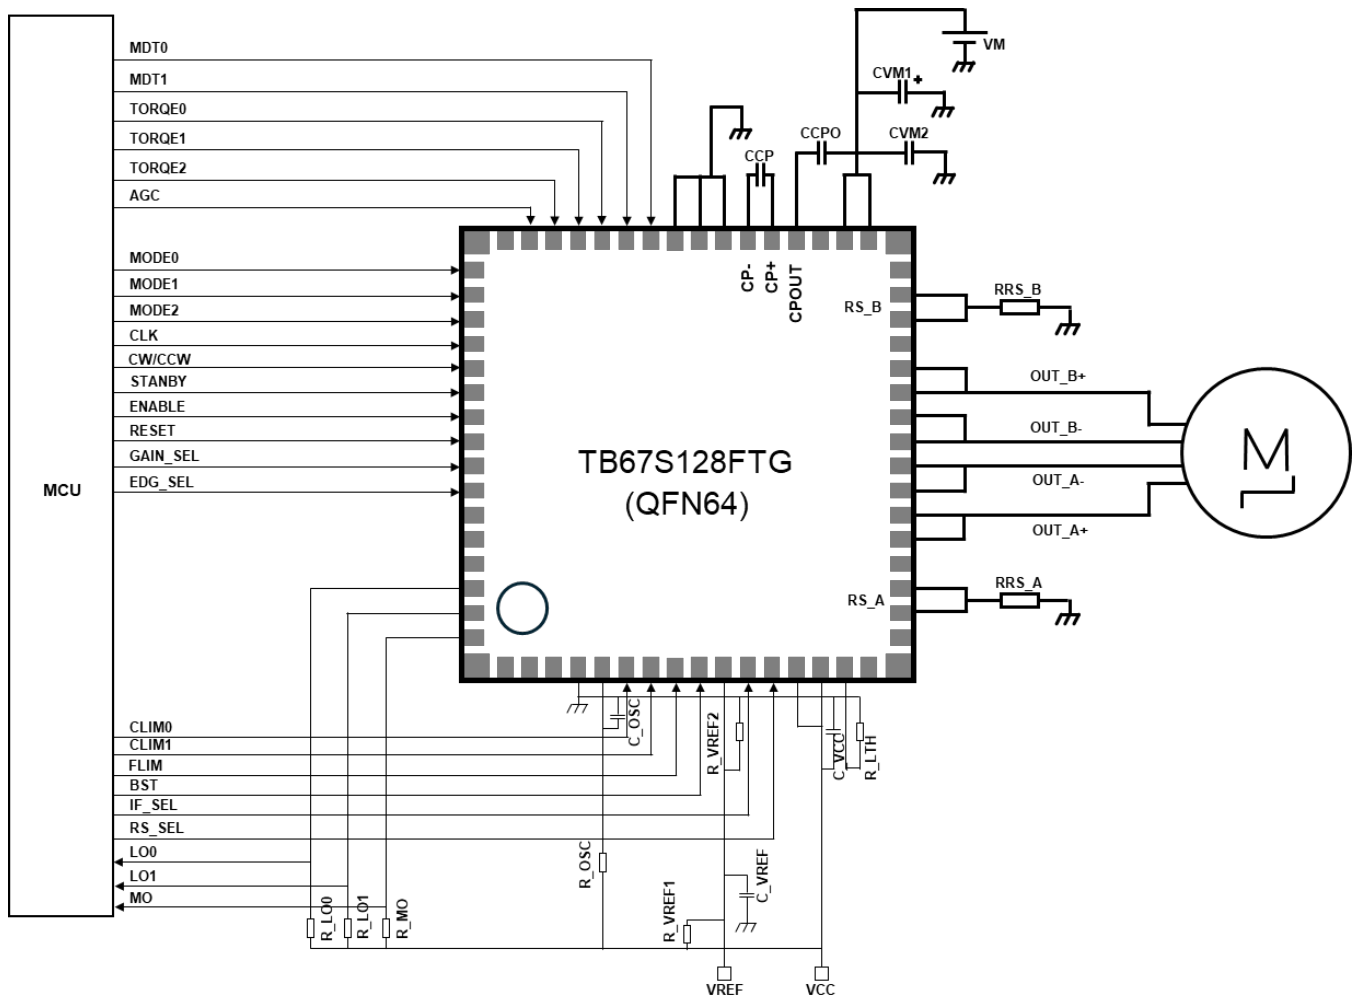 MDT0
MDT1
TORQE0
TORQE1
TORQE2
AGC
MODE0
MODE1
MODE2
CLK
CW/CCW
STANBY
ENABLE
RESET
GAIN_SEL
EDG_SEL
MCU
CLIM0
CLIM1
FLIM
BST
IF_SEL
RS_SEL
LO0
LO1
MO
VM
CVM1
+
CCPO
CVM2
CCP
CP-
CP+
CPOUT
RS_B
RRS_B
OUT_B+
OUT_B-
OUT_A-
OUT_A+
M
TB67S128FTG
(QFN64)
RS_A
RRS_A
C_OSC
R_VREF2
C_VCC
R_LTH
R_OSC
C_VREF
R_VREF1
R_LO0
R_LO1
R_MO
VREF
VCC